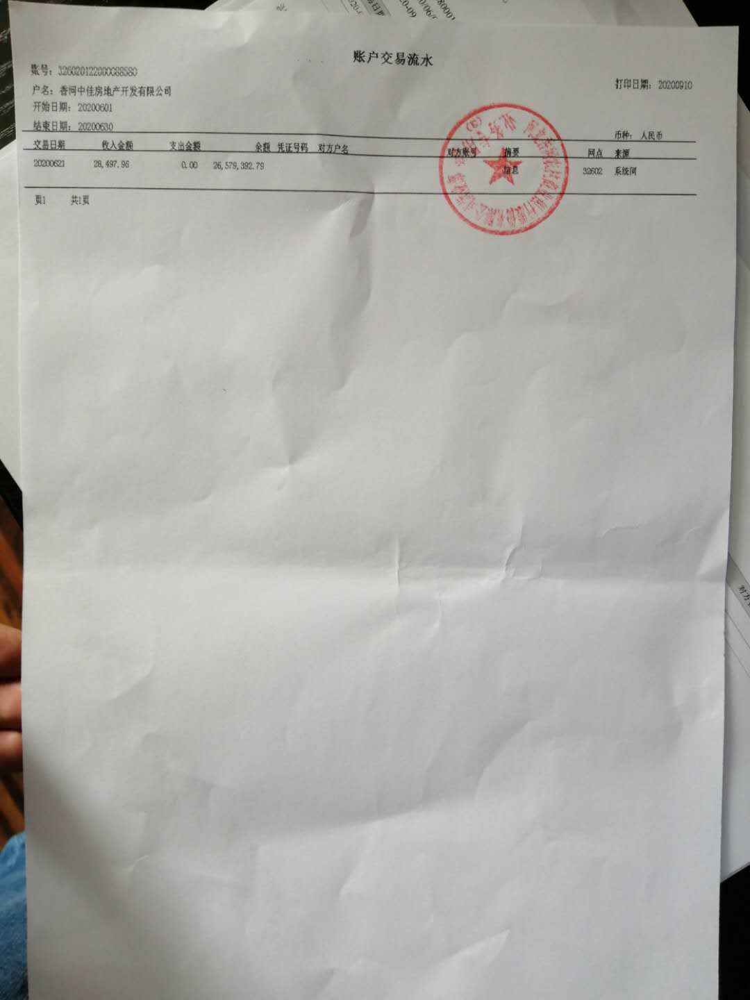 账户交易流水
账号：326020122000088580
户名：香河中佳房地产开发有限公司
打印日期：20200910
开始日期：20200601
结束日期：20200630
币种：人民币
交易日期 收入金额 支出金额 余额 凭证号码 对方户名 对方账号 摘要 网点 来源
20200621 28,497.96 0.00 26,579,392.79 结息 32602 系统间
页1 共1页